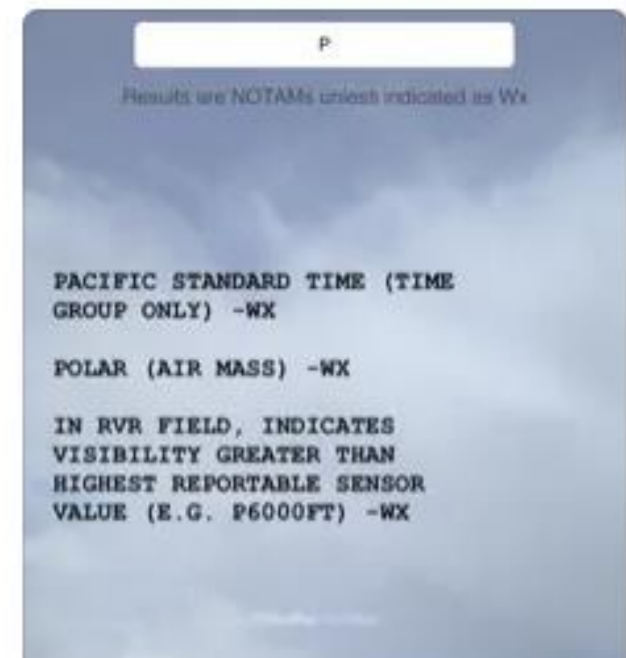 P
Results are NOTAMs unless indicated as Wx
PACIFIC STANDARD TIME (TIME
GROUP ONLY) -WX
POLAR (AIR MASS) -WX
IN RVR FIELD, INDICATES
VISIBILITY GREATER THAN
HIGHEST REPORTABLE SENSOR
VALUE (E.G. P6000FT) -WX